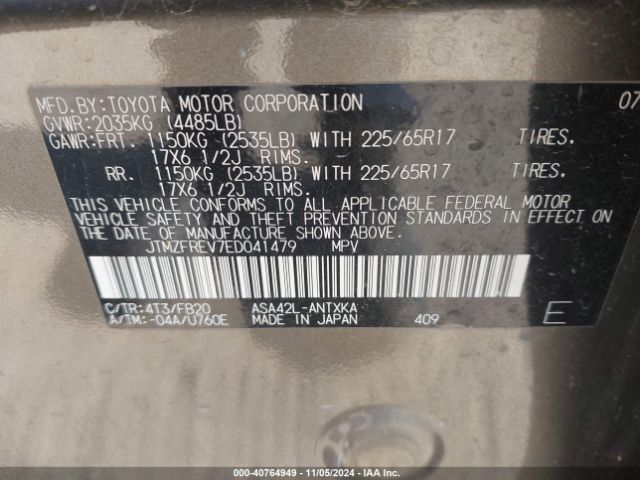 MFD.BY:TOYOTA MOTOR CORPORATION 07
GVWR:2035KG (4485LB)
GAWR:FRT. 1150KG (2535LB) WITH 225/65R17 TIRES.
17X6 1/2J RIMS.
RR. 1150KG (2535LB) WITH 225/65R17 TIRES.
17X6 1/2J RIMS.
THIS VEHICLE CONFORMS TO ALL APPLICABLE FEDERAL MOTOR
VEHICLE SAFETY AND THEFT PREVENTION STANDARDS IN EFFECT ON
THE DATE OF MANUFACTURE SHOWN ABOVE.
JTMZFREV7ED041479 MPV
C/TR:4T3/FB20 ASA42L-ANTXKA
A/TM:-04A/U760E MADE IN JAPAN 409 E
000-40764949 | 11/05/2024 - IAA Inc.